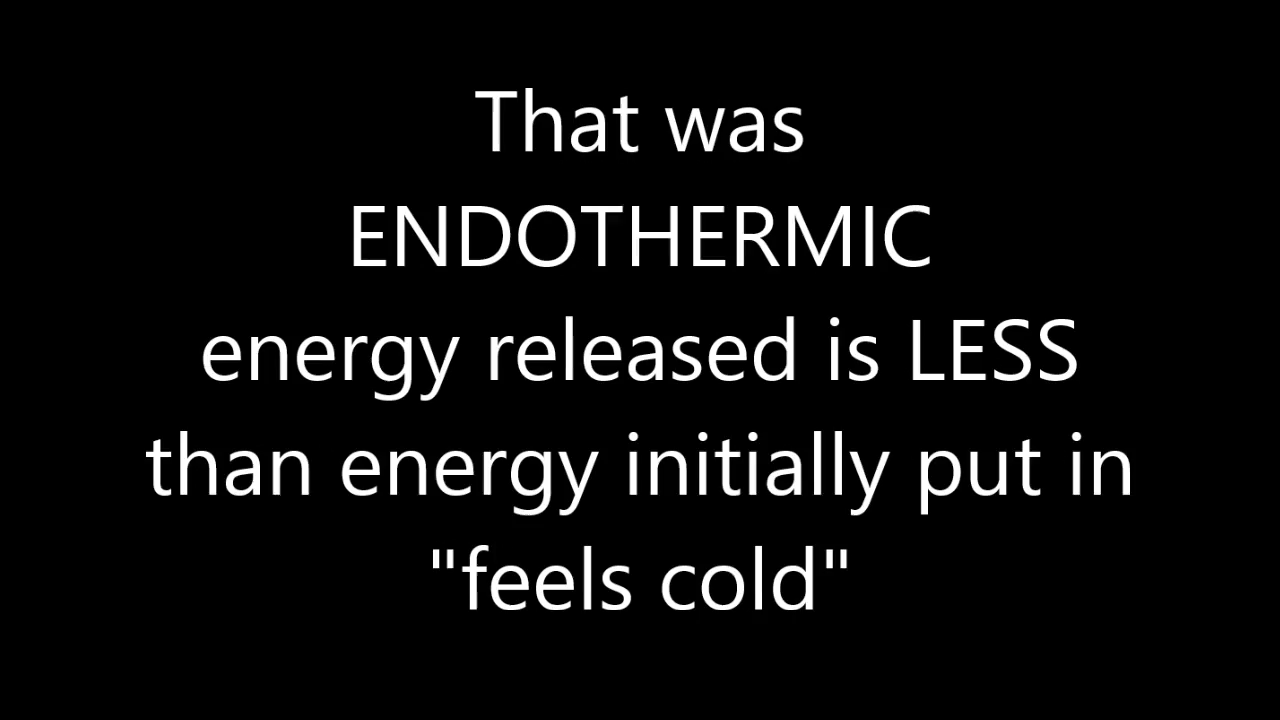 That was
ENDOTHERMIC
energy released is LESS
than energy initially put in
"feels cold"